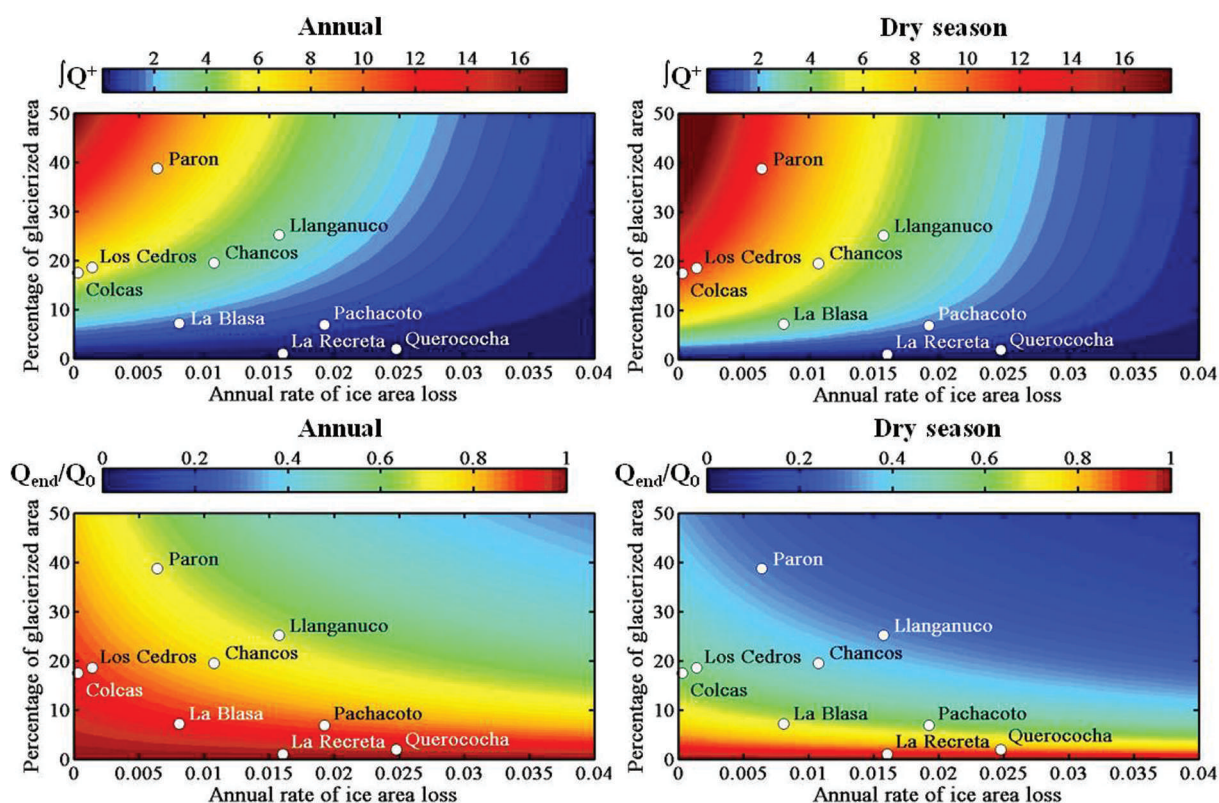 Annual
∫Q⁺ 2 4 6 8 10 12 14 16
Percentage of glacierized area
50
40
30
20
10
0
Paron
Llanganuco
Los Cedros Chancos
Colcas
La Blasa Pachacoto
La Recreta Querococha
0 0.005 0.01 0.015 0.02 0.025 0.03 0.035 0.04
Annual rate of ice area loss
Dry season
∫Q⁺ 2 4 6 8 10 12 14 16
Percentage of glacierized area
50
40
30
20
10
0
Paron
Llanganuco
Los Cedros Chancos
Colcas
La Blasa Pachacoto
La Recreta Querococha
0 0.005 0.01 0.015 0.02 0.025 0.03 0.035 0.04
Annual rate of ice area loss
Annual
Qend/Q0 0 0.2 0.4 0.6 0.8 1
Percentage of glacierized area
50
40
30
20
10
0
Paron
Llanganuco
Los Cedros Chancos
Colcas
La Blasa Pachacoto
La Recreta Querococha
0 0.005 0.01 0.015 0.02 0.025 0.03 0.035 0.04
Annual rate of ice area loss
Dry season
Qend/Q0 0 0.2 0.4 0.6 0.8 1
Percentage of glacierized area
50
40
30
20
10
0
Paron
Llanganuco
Los Cedros Chancos
Colcas
La Blasa Pachacoto
La Recreta Querococha
0 0.005 0.01 0.015 0.02 0.025 0.03 0.035 0.04
Annual rate of ice area loss